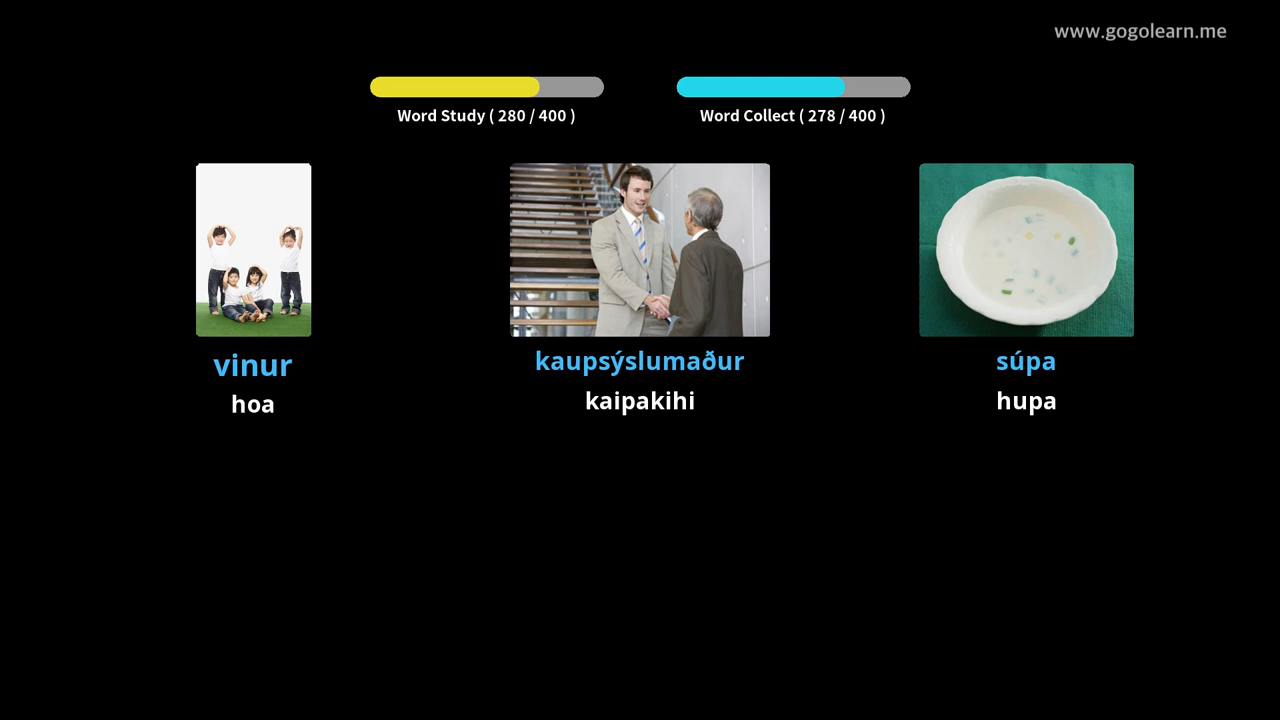 www.gogolearn.me
Word Study ( 280 / 400 )
Word Collect ( 278 / 400 )
vinur
hoa
kaupsýslumaður
kaipakihi
súpa
hupa